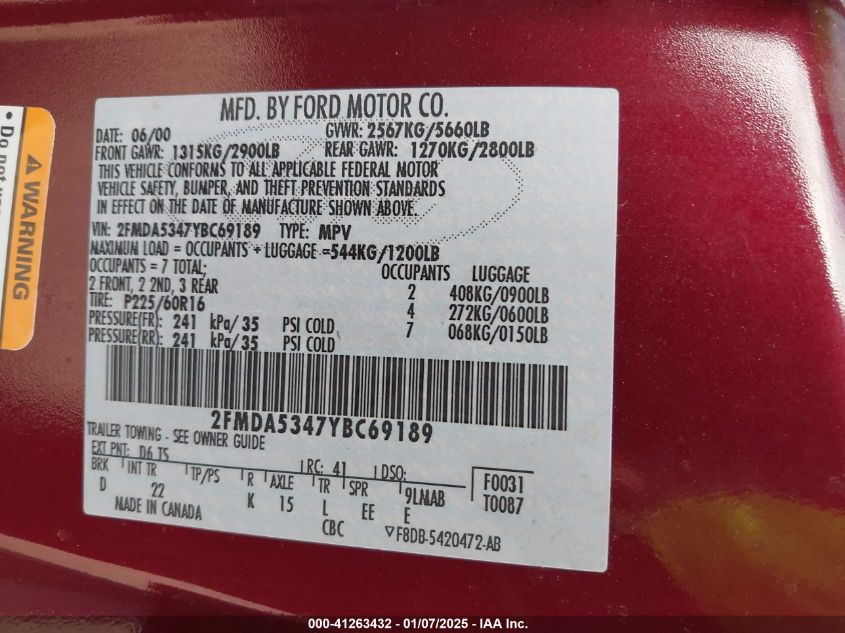 ⚠ WARNING
• Do not use
MFD. BY FORD MOTOR CO.
DATE: 06/00 GVWR: 2567KG/5660LB
FRONT GAWR: 1315KG/2900LB REAR GAWR: 1270KG/2800LB
THIS VEHICLE CONFORMS TO ALL APPLICABLE FEDERAL MOTOR
VEHICLE SAFETY, BUMPER, AND THEFT PREVENTION STANDARDS
IN EFFECT ON THE DATE OF MANUFACTURE SHOWN ABOVE.
VIN: 2FMDA5347YBC69189 TYPE: MPV
MAXIMUM LOAD = OCCUPANTS + LUGGAGE =544KG/1200LB
OCCUPANTS = 7 TOTAL; OCCUPANTS LUGGAGE
2 FRONT, 2 2ND, 3 REAR 2 408KG/0900LB
TIRE: P225/60R16 4 272KG/0600LB
PRESSURE(FR): 241 kPa/35 PSI COLD 7 068KG/0150LB
PRESSURE(RR): 241 kPa/35 PSI COLD
2FMDA5347YBC69189
TRAILER TOWING - SEE OWNER GUIDE
EXT PNT: D6 TS RC: 41 DSO: F0031
BRK INT TR TP/PS R AXLE TR SPR 9LMAB T0087
D 22 K 15 L EE E
MADE IN CANADA CBC ▽F8DB-5420472-AB
000-41263432 - 01/07/2025 - IAA Inc.